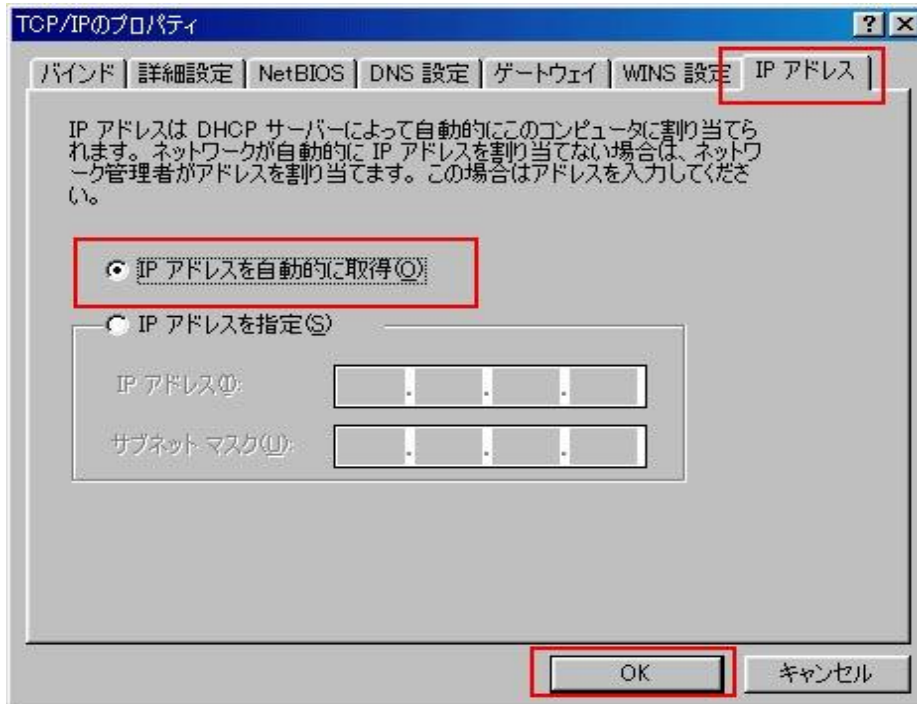 TCP/IPのプロパティ
バインド 詳細設定 NetBIOS DNS 設定 ゲートウェイ WINS 設定 IP アドレス
IP アドレスは DHCP サーバーによって自動的にこのコンピュータに割り当てら
れます。ネットワークが自動的に IP アドレスを割り当てない場合は、ネットワ
ーク管理者がアドレスを割り当てます。この場合はアドレスを入力してくださ
い。
IP アドレスを自動的に取得(O)
IP アドレスを指定(S)
IP アドレス(I):
サブネット マスク(U):
OK キャンセル